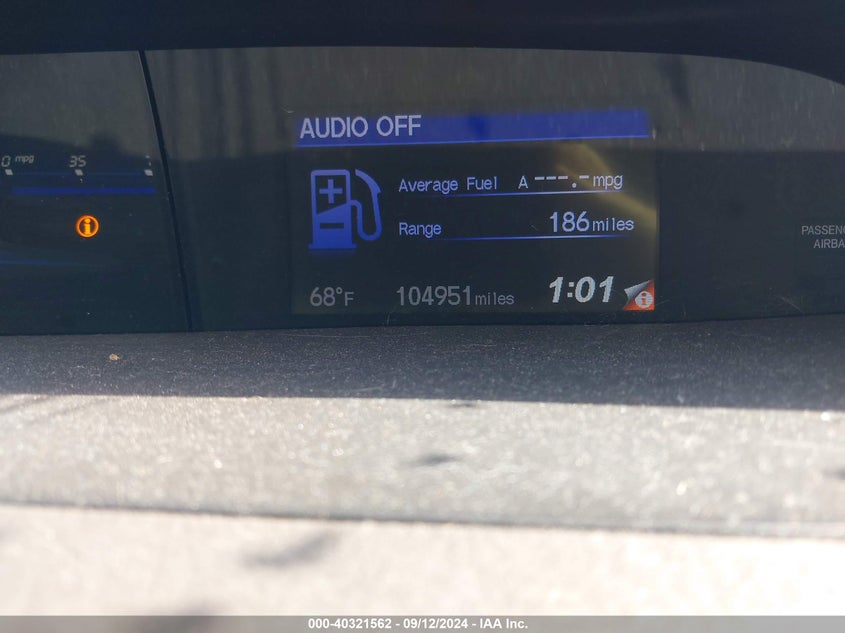 AUDIO OFF
0 mpg 35
Average Fuel A ---.- mpg
Range 186 miles
PASSENG
AIRBA
68°F 104951 miles 1:01
000-40321562 - 09/12/2024 - IAA Inc.